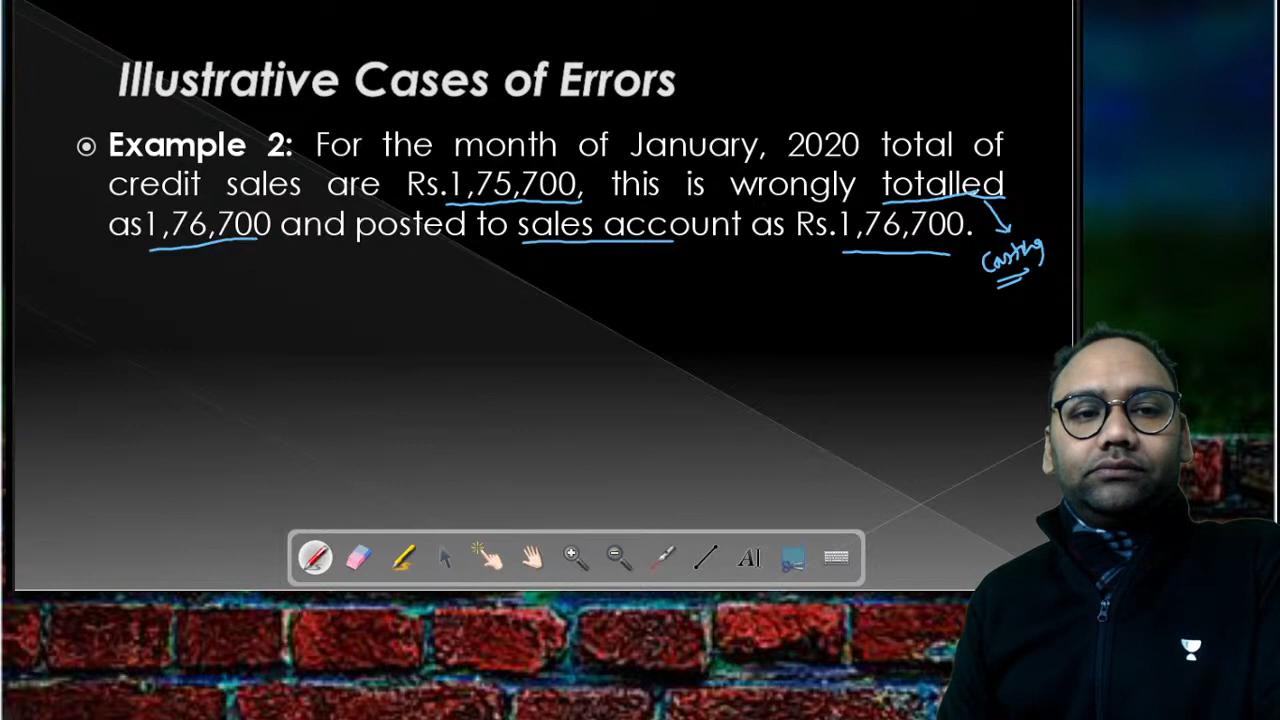 Illustrative Cases of Errors
Example 2: For the month of January, 2020 total of
credit sales are Rs.1,75,700, this is wrongly totalled
as1,76,700 and posted to sales account as Rs.1,76,700.
Casting
AI